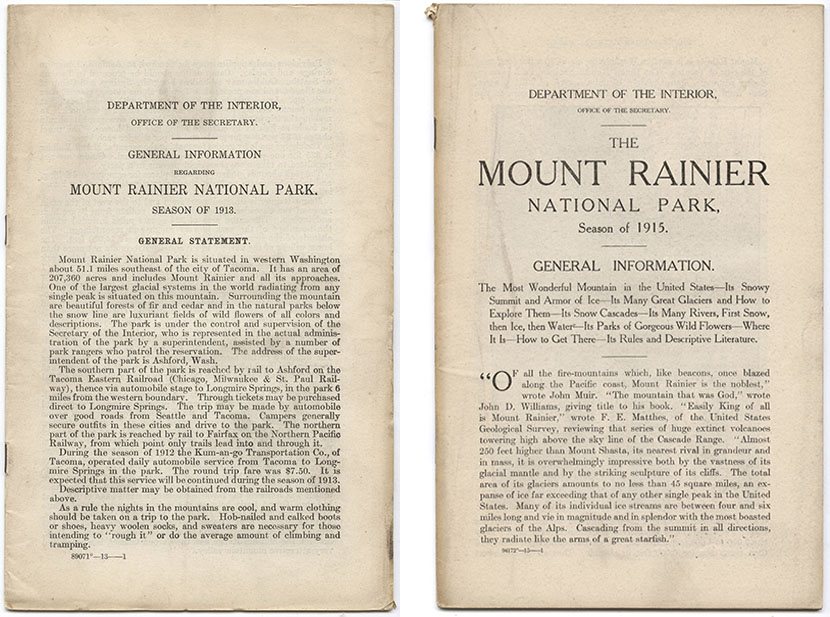 DEPARTMENT OF THE INTERIOR,
OFFICE OF THE SECRETARY.
GENERAL INFORMATION
REGARDING
MOUNT RAINIER NATIONAL PARK.
SEASON OF 1913.
GENERAL STATEMENT.
Mount Rainier National Park is situated in western Washington
about 51.1 miles southeast of the city of Tacoma. It has an area of
207,360 acres and includes Mount Rainier and all its approaches.
One of the largest glacial systems in the world radiating from any
single peak is situated on this mountain. Surrounding the mountain
are beautiful forests of fir and cedar and in the natural parks below
the snow line are luxuriant fields of wild flowers of all colors and
descriptions. The park is under the control and supervision of the
Secretary of the Interior, who is represented in the actual adminis-
tration of the park by a superintendent, assisted by a number of
park rangers who patrol the reservation. The address of the super-
intendent of the park is Ashford, Wash.
The southern part of the park is reached by rail to Ashford on the
Tacoma Eastern Railroad (Chicago, Milwaukee & St. Paul Rail-
way), thence via automobile stage to Longmire Springs, in the park 6
miles from the western boundary. Through tickets may be purchased
direct to Longmire Springs. The trip may be made by automobile
over good roads from Seattle and Tacoma. Campers generally
secure outfits in these cities and drive to the park. The northern
part of the park is reached by rail to Fairfax on the Northern Pacific
Railway, from which point only trails lead into and through it.
During the season of 1912 the Kum-an-go Transportation Co., of
Tacoma, operated daily automobile service from Tacoma to Long-
mire Springs in the park. The round trip fare was $7.50. It is
expected that this service will be continued during the season of 1913.
Descriptive matter may be obtained from the railroads mentioned
above.
As a rule the nights in the mountains are cool, and warm clothing
should be taken on a trip to the park. Hob-nailed and calked boots
or shoes, heavy woolen socks, and sweaters are necessary for those
intending to "rough it" or do the average amount of climbing and
tramping.
89071°—13——1
DEPARTMENT OF THE INTERIOR,
OFFICE OF THE SECRETARY.
THE
MOUNT RAINIER
NATIONAL PARK,
Season of 1915.
GENERAL INFORMATION.
The Most Wonderful Mountain in the United States—Its Snowy
Summit and Armor of Ice—Its Many Great Glaciers and How to
Explore Them—Its Snow Cascades—Its Many Rivers, First Snow,
then Ice, then Water—Its Parks of Gorgeous Wild Flowers—Where
It Is—How to Get There—Its Rules and Descriptive Literature.
"OF all the fire-mountains which, like beacons, once blazed
along the Pacific coast, Mount Rainier is the noblest,"
wrote John Muir. "The mountain that was God," wrote
John D. Williams, giving title to his book. "Easily King of all
is Mount Rainier," wrote F. E. Matthes, of the United States
Geological Survey, reviewing that series of huge extinct volcanoes
towering high above the sky line of the Cascade Range. "Almost
250 feet higher than Mount Shasta, its nearest rival in grandeur and
in mass, it is overwhelmingly impressive both by the vastness of its
glacial mantle and by the striking sculpture of its cliffs. The total
area of its glaciers amounts to no less than 45 square miles, an ex-
panse of ice far exceeding that of any other single peak in the United
States. Many of its individual ice streams are between four and six
miles long and vie in magnitude and in splendor with the most boasted
glaciers of the Alps. Cascading from the summit in all directions,
they radiate like the arms of a great starfish."